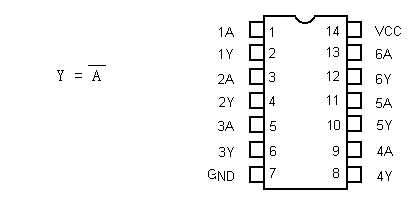 1A 1 14 VCC
1Y 2 13 6A
Y = A̅
2A 3 12 6Y
2Y 4 11 5A
3A 5 10 5Y
3Y 6 9 4A
GND 7 8 4Y